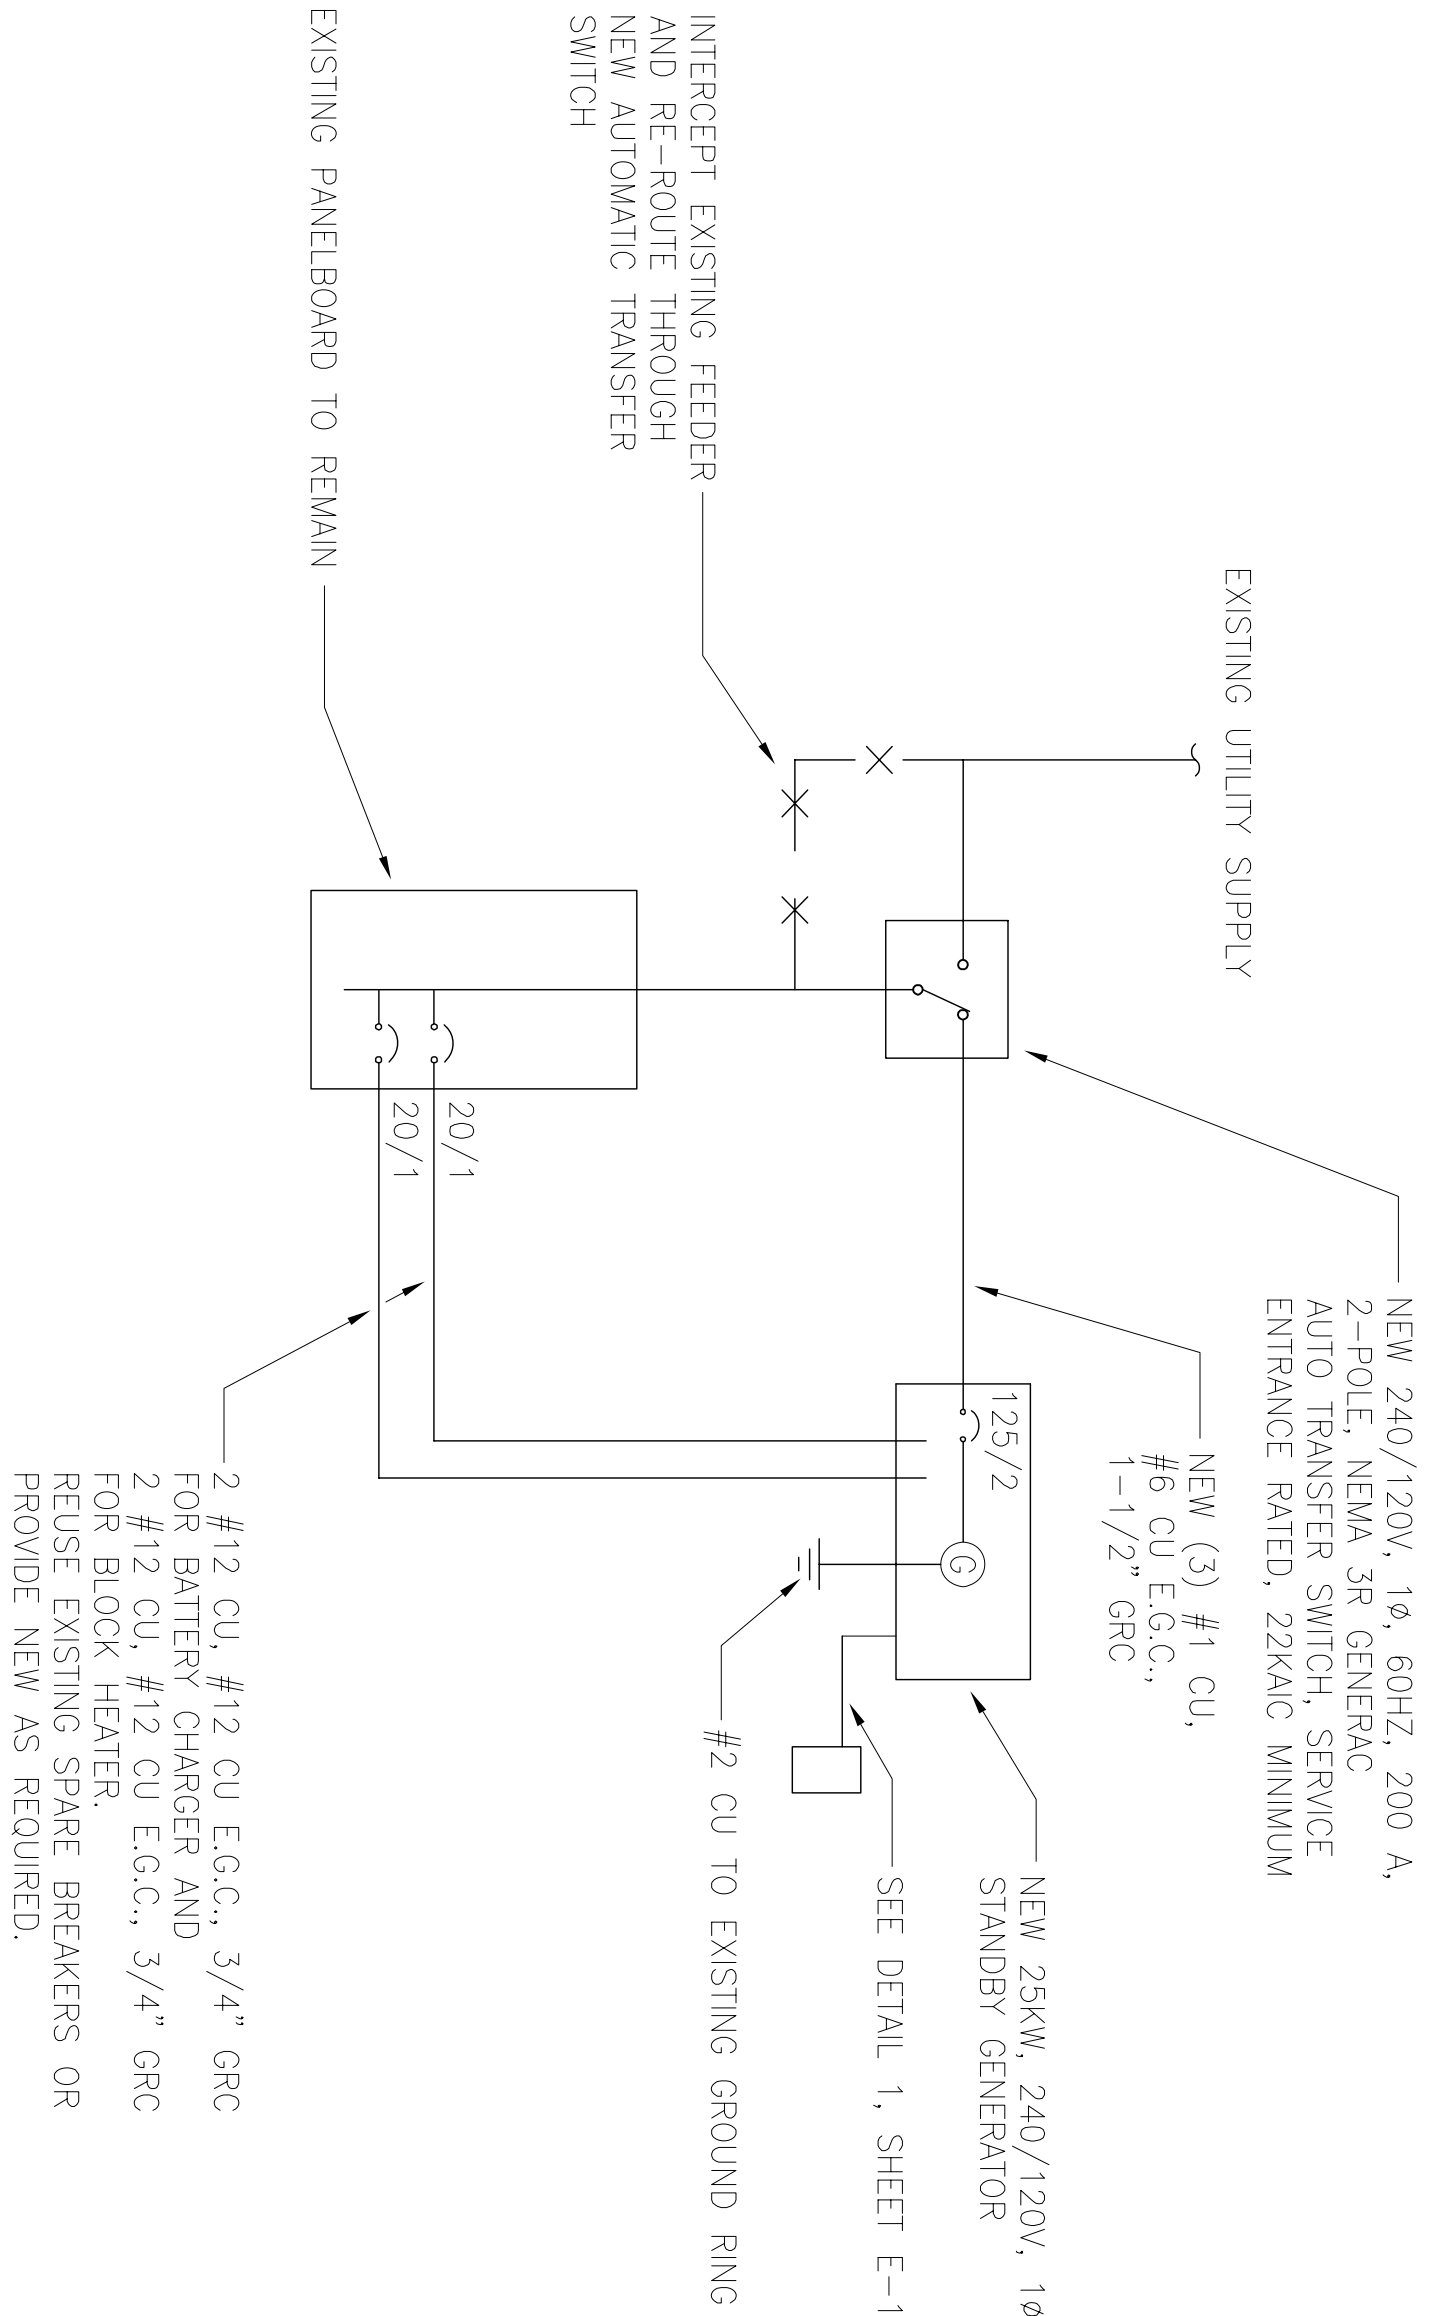 EXISTING UTILITY SUPPLY
NEW 240/120V, 1Ø, 60HZ, 200 A,
2-POLE, NEMA 3R GENERAC
AUTO TRANSFER SWITCH, SERVICE
ENTRANCE RATED, 22KAIC MINIMUM
NEW (3) #1 CU,
#6 CU E.G.C.,
1-1/2" GRC
NEW 25KW, 240/120V, 1Ø
STANDBY GENERATOR
125/2
G
SEE DETAIL 1, SHEET E-1
INTERCEPT EXISTING FEEDER
AND RE-ROUTE THROUGH
NEW AUTOMATIC TRANSFER
SWITCH
#2 CU TO EXISTING GROUND RING
20/1
20/1
EXISTING PANELBOARD TO REMAIN
2 #12 CU, #12 CU E.G.C., 3/4" GRC
FOR BATTERY CHARGER AND
2 #12 CU, #12 CU E.G.C., 3/4" GRC
FOR BLOCK HEATER.
REUSE EXISTING SPARE BREAKERS OR
PROVIDE NEW AS REQUIRED.